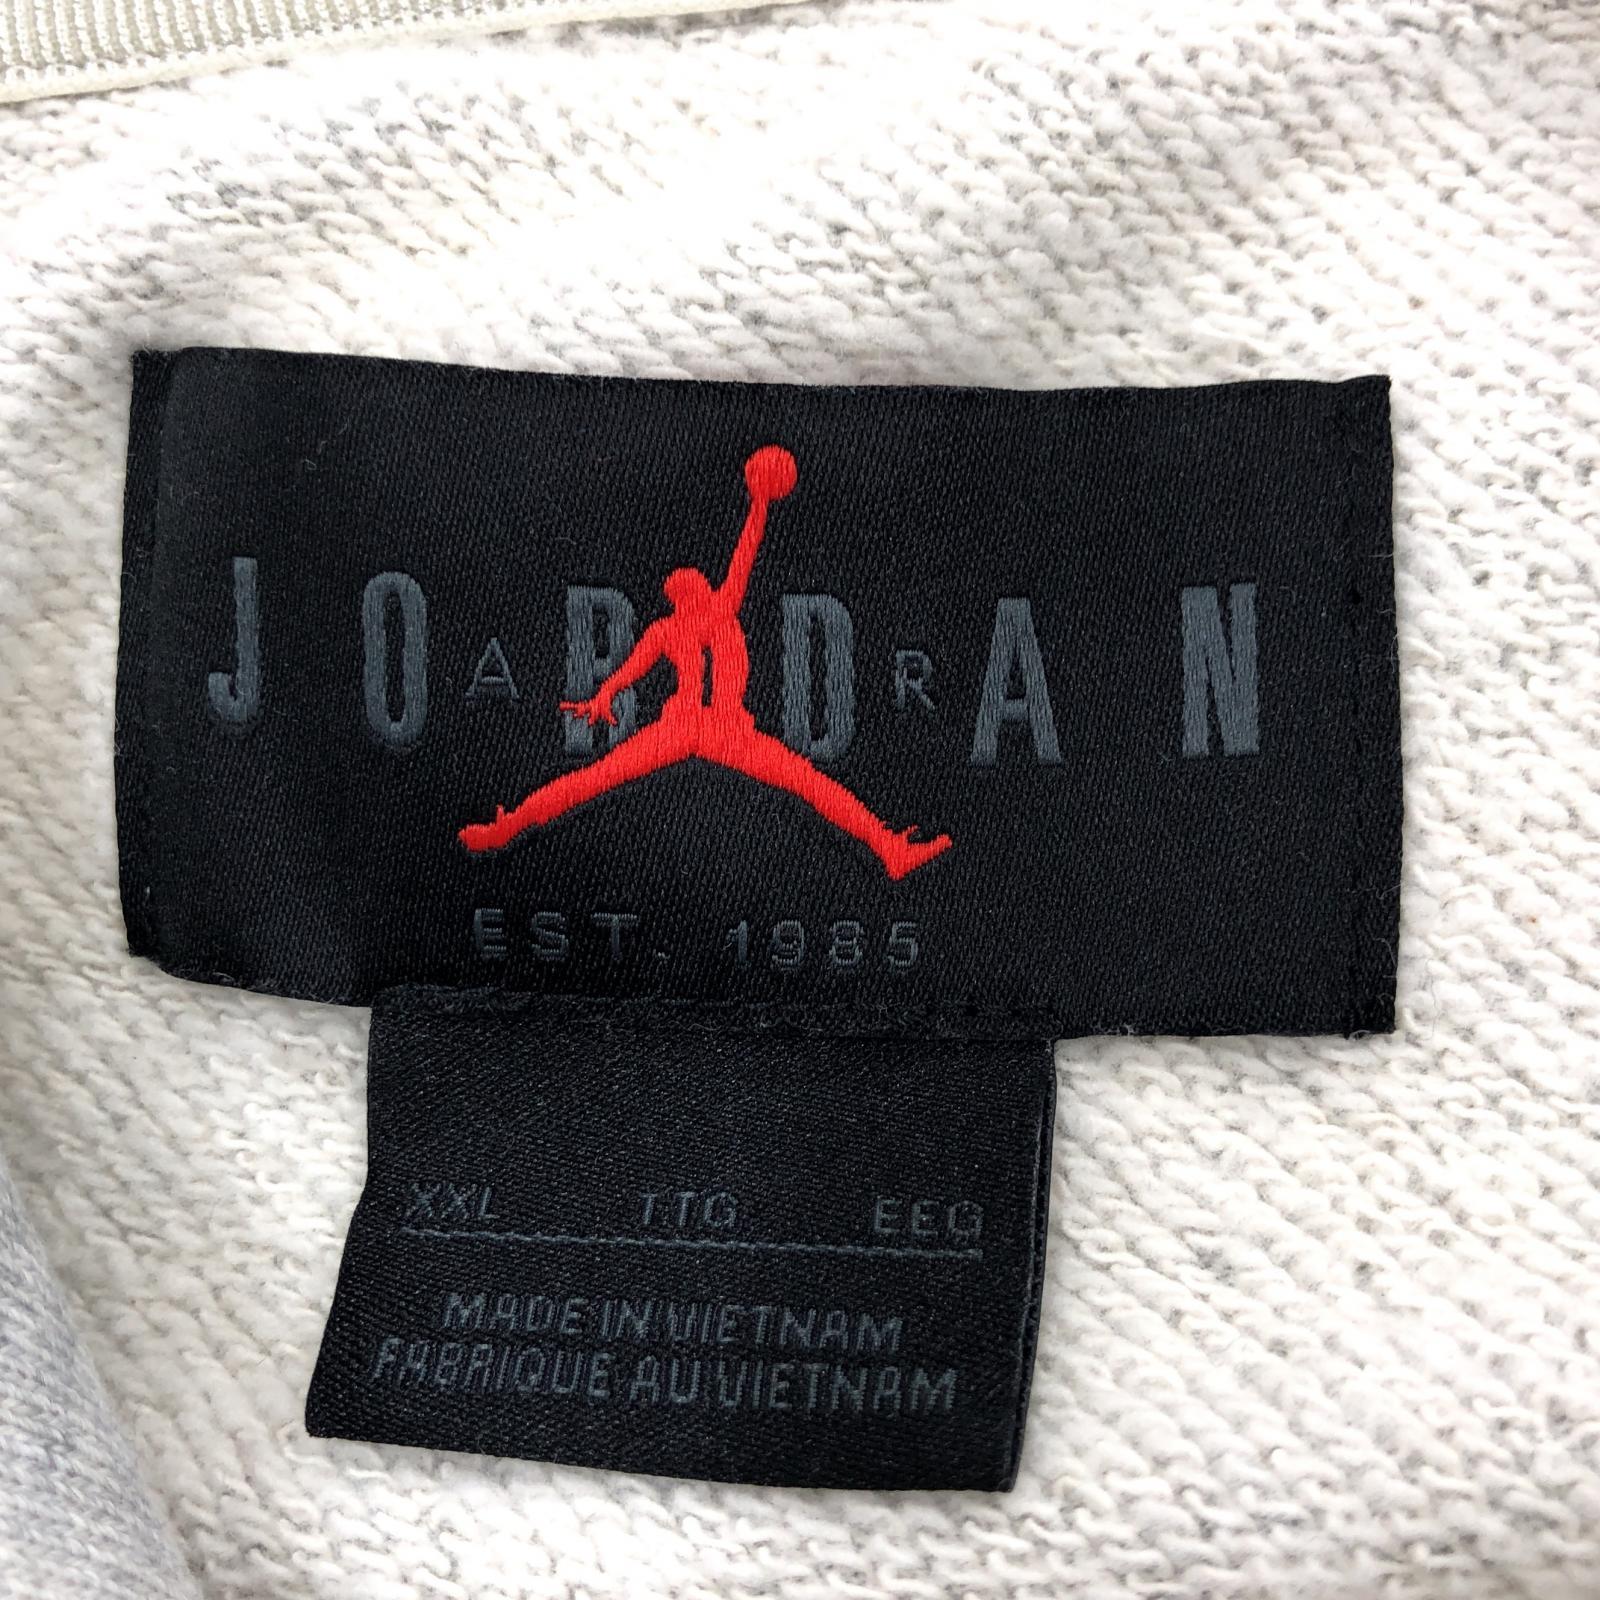 JORDAN
AIR
EST. 1985
XXL TTG EEG
MADE IN VIETNAM
FABRIQUE AU VIETNAM